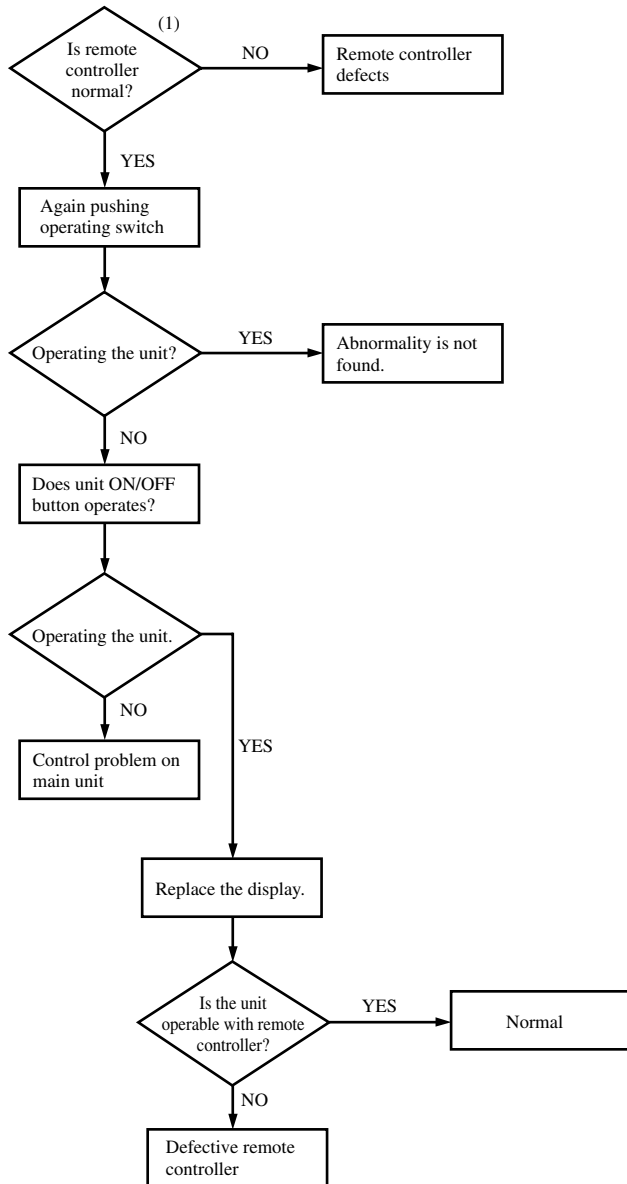 (1)
Is remote
controller
normal?
NO
Remote controller
defects
YES
Again pushing
operating switch
Operating the unit?
YES
Abnormality is not
found.
NO
Does unit ON/OFF
button operates?
Operating the unit.
NO
YES
Control problem on
main unit
Replace the display.
Is the unit
operable with remote
controller?
YES
Normal
NO
Defective remote
controller